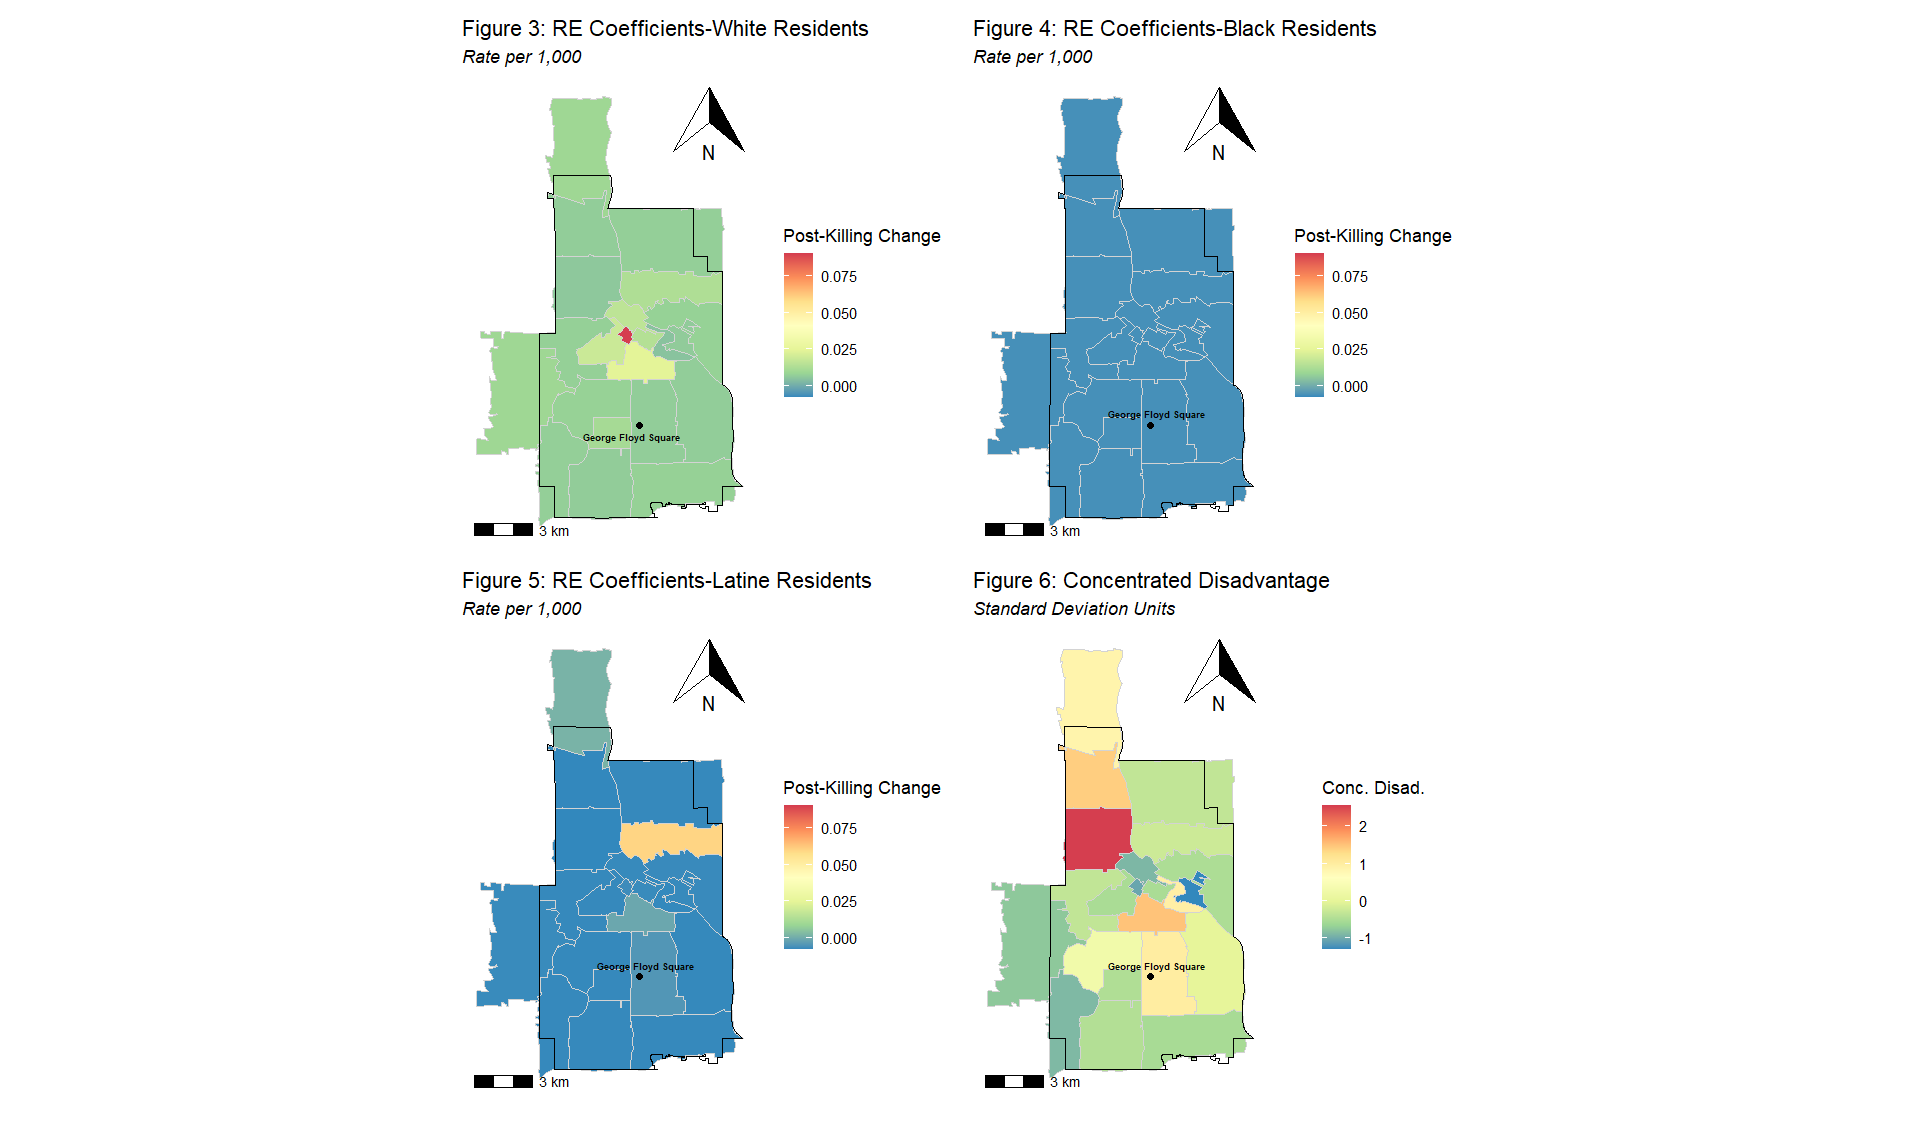 Figure 3: RE Coefficients-White Residents
Rate per 1,000
N
Post-Killing Change
0.075
0.050
0.025
0.000
George Floyd Square
3 km
Figure 4: RE Coefficients-Black Residents
Rate per 1,000
N
Post-Killing Change
0.075
0.050
0.025
0.000
George Floyd Square
3 km
Figure 5: RE Coefficients-Latine Residents
Rate per 1,000
N
Post-Killing Change
0.075
0.050
0.025
0.000
George Floyd Square
3 km
Figure 6: Concentrated Disadvantage
Standard Deviation Units
N
Conc. Disad.
2
1
0
-1
George Floyd Square
3 km